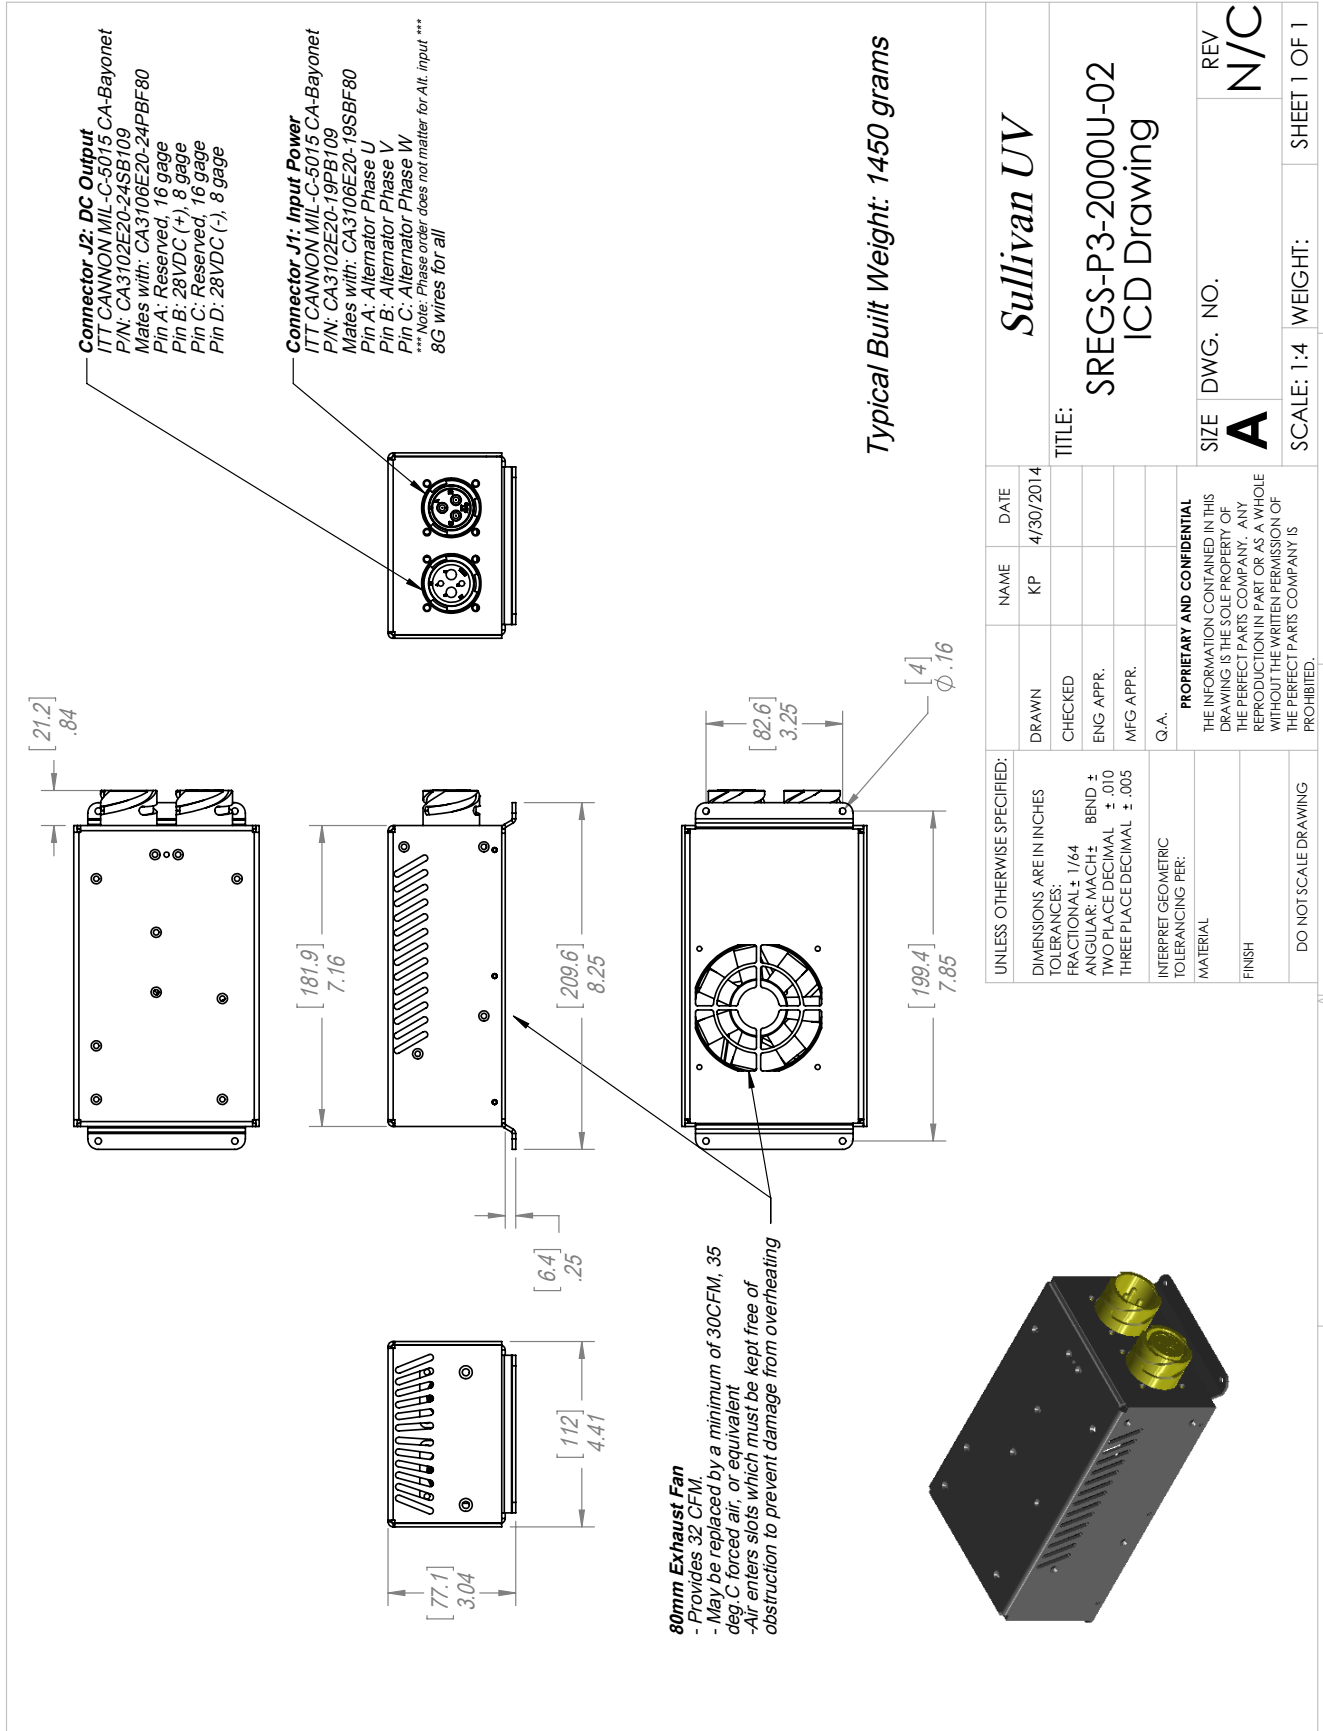 Connector J2: DC Output
ITT CANNON MIL-C-5015 CA-Bayonet
P/N: CA3102E20-24SB109
Mates with: CA3106E20-24PBF80
Pin A: Reserved, 16 gage
Pin B: 28VDC (+), 8 gage
Pin C: Reserved, 16 gage
Pin D: 28VDC (-), 8 gage
Connector J1: Input Power
ITT CANNON MIL-C-5015 CA-Bayonet
P/N: CA3102E20-19PB109
Mates with: CA3106E20-19SBF80
Pin A: Alternator Phase U
Pin B: Alternator Phase V
Pin C: Alternator Phase W
*** Note: Phase order does not matter for Alt. input ***
8G wires for all
[21.2]
.84
[181.9]
7.16
[209.6]
8.25
[6.4]
.25
[112]
4.41
[77.1]
3.04
[82.6]
3.25
[4]
∅.16
[199.4]
7.85
80mm Exhaust Fan
- Provides 32 CFM.
- May be replaced by a minimum of 30CFM, 35
deg.C forced air, or equivalent
-Air enters slots which must be kept free of
obstruction to prevent damage from overheating
Typical Built Weight: 1450 grams
UNLESS OTHERWISE SPECIFIED:
DIMENSIONS ARE IN INCHES
TOLERANCES:
FRACTIONAL± 1/64
ANGULAR: MACH± BEND ±
TWO PLACE DECIMAL ± .010
THREE PLACE DECIMAL ± .005
INTERPRET GEOMETRIC
TOLERANCING PER:
MATERIAL
FINISH
DO NOT SCALE DRAWING
NAME DATE
DRAWN KP 4/30/2014
CHECKED
ENG APPR.
MFG APPR.
Q.A.
PROPRIETARY AND CONFIDENTIAL
THE INFORMATION CONTAINED IN THIS
DRAWING IS THE SOLE PROPERTY OF
THE PERFECT PARTS COMPANY. ANY
REPRODUCTION IN PART OR AS A WHOLE
WITHOUT THE WRITTEN PERMISSION OF
THE PERFECT PARTS COMPANY IS
PROHIBITED.
Sullivan UV
TITLE:
SREGS-P3-2000U-02
ICD Drawing
SIZE DWG. NO. REV
A N/C
SCALE: 1:4 WEIGHT: SHEET 1 OF 1